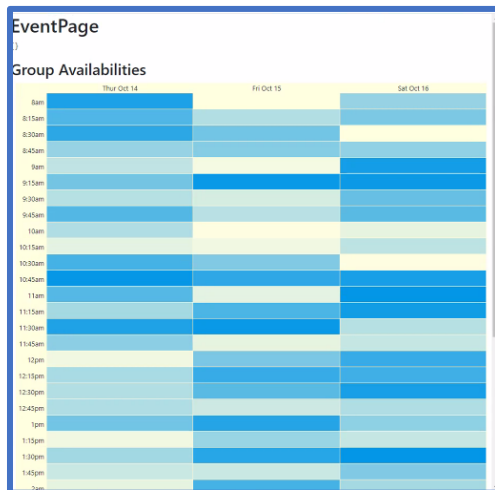 EventPage
}
Group Availabilities
Thur Oct 14 Fri Oct 15 Sat Oct 16
8am
8:15am
8:30am
8:45am
9am
9:15am
9:30am
9:45am
10am
10:15am
10:30am
10:45am
11am
11:15am
11:30am
11:45am
12pm
12:15pm
12:30pm
12:45pm
1pm
1:15pm
1:30pm
1:45pm
2am